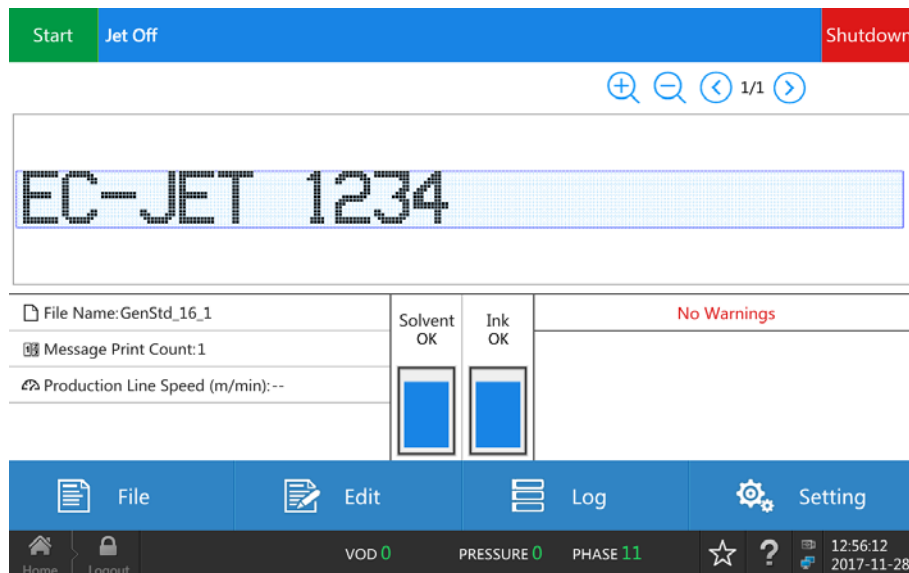 Start Jet Off Shutdown
1/1
EC-JET 1234
File Name:GenStd_16_1
Message Print Count:1
Production Line Speed (m/min):--
Solvent
OK
Ink
OK
No Warnings
File Edit Log Setting
Home Logout VOD 0 PRESSURE 0 PHASE 11 ? 12:56:12
2017-11-28